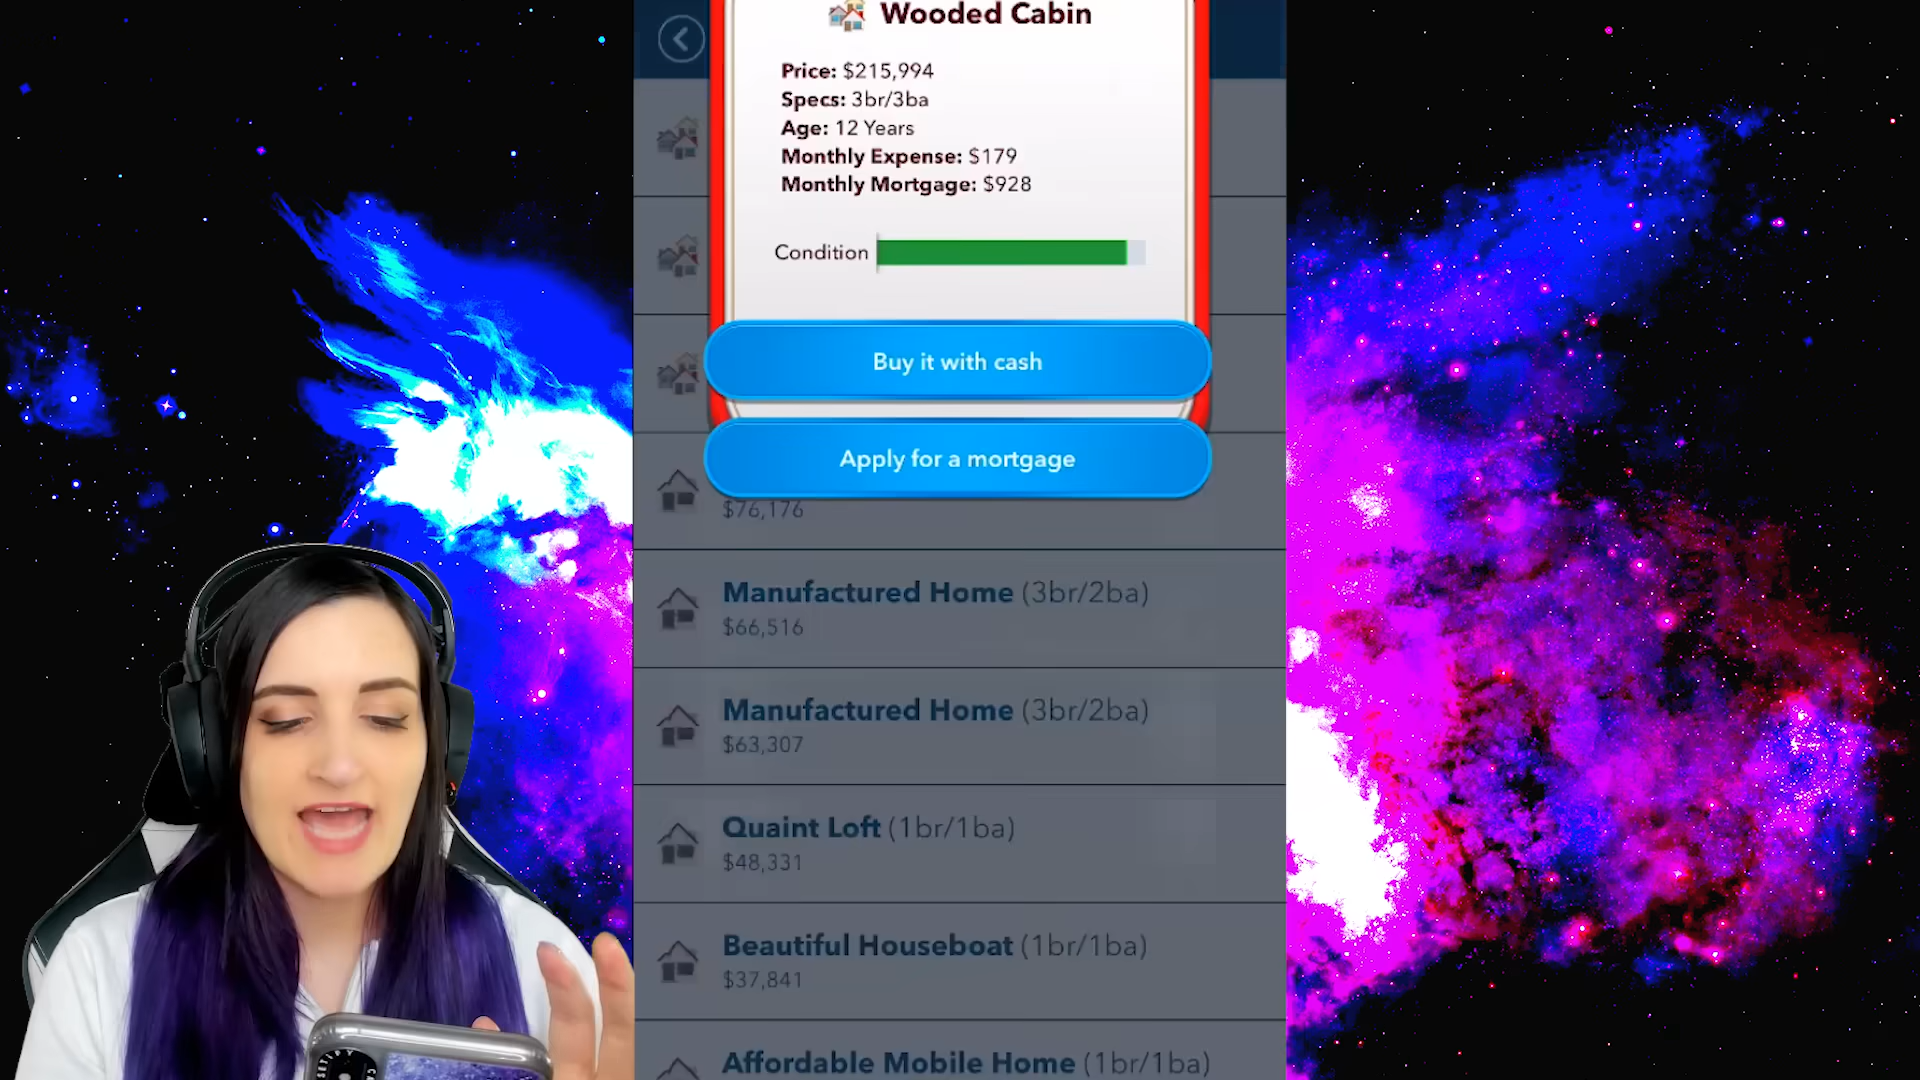 Wooded Cabin
Price: $215,994
Specs: 3br/3ba
Age: 12 Years
Monthly Expense: $179
Monthly Mortgage: $928
Condition
Buy it with cash
Apply for a mortgage
$76,176
Manufactured Home (3br/2ba)
$66,516
Manufactured Home (3br/2ba)
$63,307
Quaint Loft (1br/1ba)
$48,331
Beautiful Houseboat (1br/1ba)
$37,841
Affordable Mobile Home (1br/1ba)